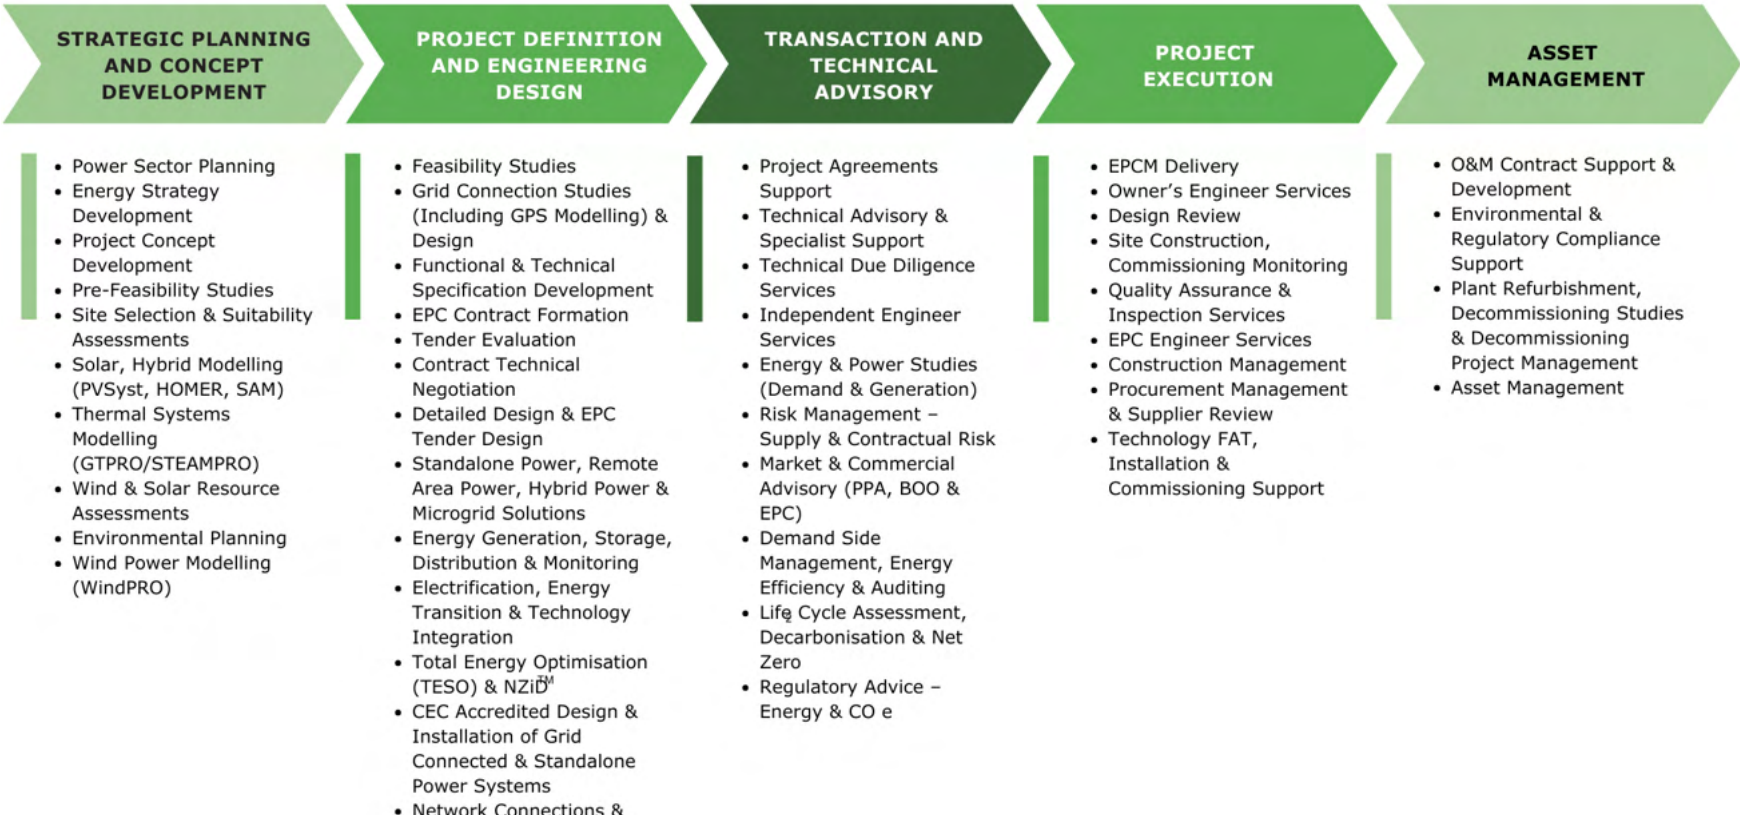 STRATEGIC PLANNING
AND CONCEPT
DEVELOPMENT
• Power Sector Planning
• Energy Strategy
Development
• Project Concept
Development
• Pre-Feasibility Studies
• Site Selection & Suitability
Assessments
• Solar, Hybrid Modelling
(PVSyst, HOMER, SAM)
• Thermal Systems
Modelling
(GTPRO/STEAMPRO)
• Wind & Solar Resource
Assessments
• Environmental Planning
• Wind Power Modelling
(WindPRO)
PROJECT DEFINITION
AND ENGINEERING
DESIGN
• Feasibility Studies
• Grid Connection Studies
(Including GPS Modelling) &
Design
• Functional & Technical
Specification Development
• EPC Contract Formation
• Tender Evaluation
• Contract Technical
Negotiation
• Detailed Design & EPC
Tender Design
• Standalone Power, Remote
Area Power, Hybrid Power &
Microgrid Solutions
• Energy Generation, Storage,
Distribution & Monitoring
• Electrification, Energy
Transition & Technology
Integration
• Total Energy Optimisation
(TESO) & NZiD™
• CEC Accredited Design &
Installation of Grid
Connected & Standalone
Power Systems
• Network Connections &
TRANSACTION AND
TECHNICAL
ADVISORY
• Project Agreements
Support
• Technical Advisory &
Specialist Support
• Technical Due Diligence
Services
• Independent Engineer
Services
• Energy & Power Studies
(Demand & Generation)
• Risk Management –
Supply & Contractual Risk
• Market & Commercial
Advisory (PPA, BOO &
EPC)
• Demand Side
Management, Energy
Efficiency & Auditing
• Life Cycle Assessment,
2
Decarbonisation & Net
Zero
• Regulatory Advice –
Energy & CO e
PROJECT
EXECUTION
• EPCM Delivery
• Owner's Engineer Services
• Design Review
• Site Construction,
Commissioning Monitoring
• Quality Assurance &
Inspection Services
• EPC Engineer Services
• Construction Management
• Procurement Management
& Supplier Review
• Technology FAT,
Installation &
Commissioning Support
ASSET
MANAGEMENT
• O&M Contract Support &
Development
• Environmental &
Regulatory Compliance
Support
• Plant Refurbishment,
Decommissioning Studies
& Decommissioning
Project Management
• Asset Management